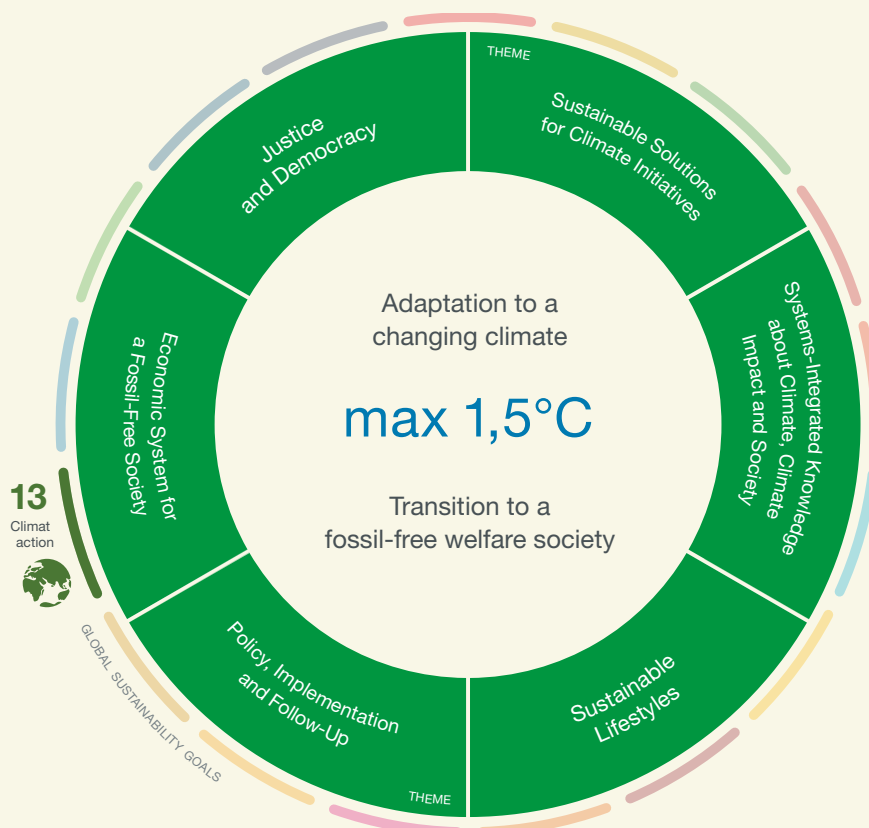 THEME
Sustainable Solutions
for Climate Initiatives
Systems-Integrated Knowledge
about Climate, Climate
Impact and Society
Sustainable
Lifestyles
THEME
Policy, Implementation
and Follow-Up
Economic System for
a Fossil-Free Society
Justice
and Democracy
Adaptation to a
changing climate
max 1,5°C
Transition to a
fossil-free welfare society
13
Climat
action
GLOBAL SUSTAINABILITY GOALS